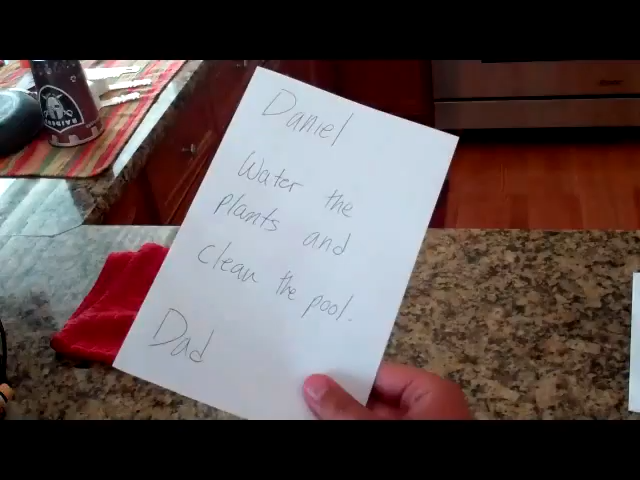 Daniel
Water the
plants and
clean the pool.
Dad